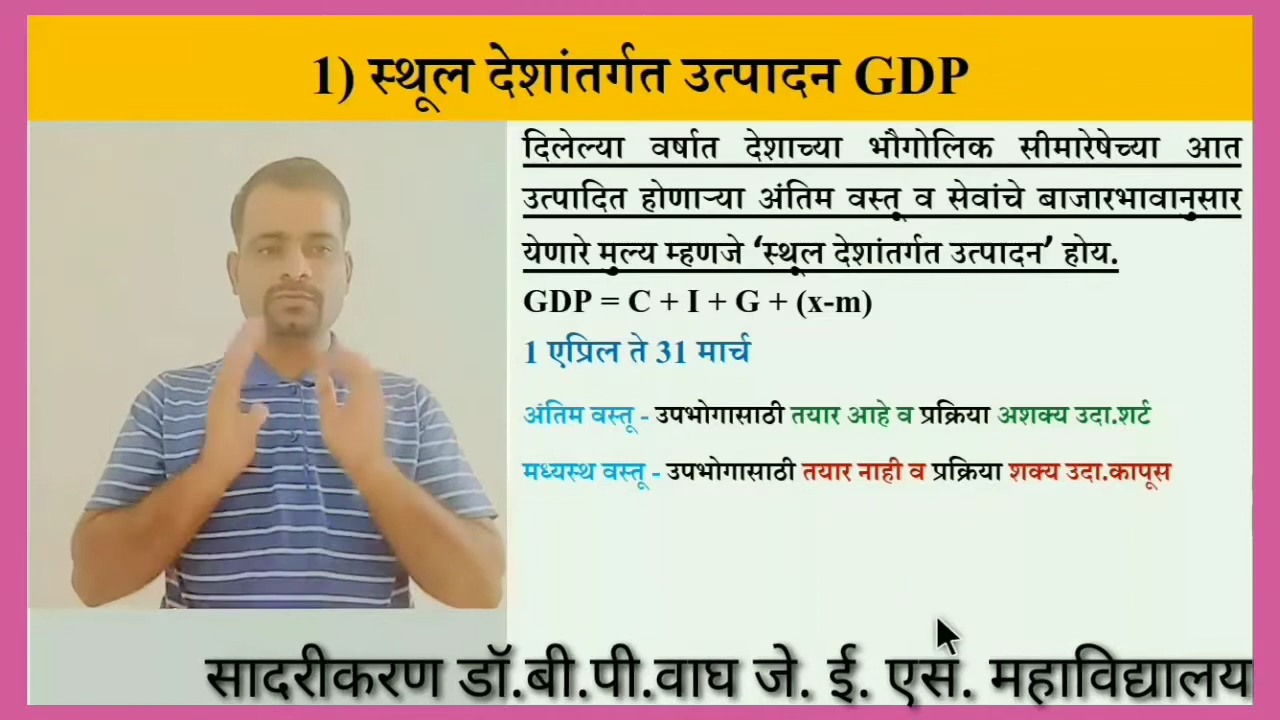 1) स्थूल देशांतर्गत उत्पादन GDP
दिलेल्या वर्षात देशाच्या भौगोलिक सीमारेषेच्या आत
उत्पादित होणाऱ्या अंतिम वस्तू व सेवांचे बाजारभावानुसार
येणारे मुल्य म्हणजे ‘स्थूल देशांतर्गत उत्पादन’ होय.
GDP = C + I + G + (x-m)
1 एप्रिल ते 31 मार्च
अंतिम वस्तू - उपभोगासाठी तयार आहे व प्रक्रिया अशक्य उदा.शर्ट
मध्यस्थ वस्तू - उपभोगासाठी तयार नाही व प्रक्रिया शक्य उदा.कापूस
सादरीकरण डॉ.बी.पी.वाघ जे. ई. एस. महाविद्यालय